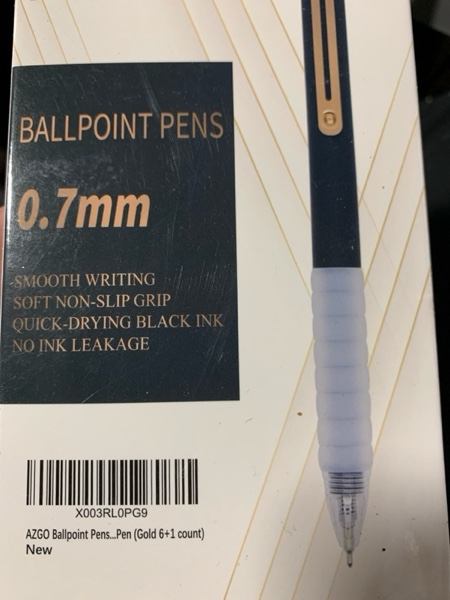 BALLPOINT PENS
0.7mm
SMOOTH WRITING
SOFT NON-SLIP GRIP
QUICK-DRYING BLACK INK
NO INK LEAKAGE
X003RL0PG9
AZGO Ballpoint Pens...Pen (Gold 6+1 count)
New